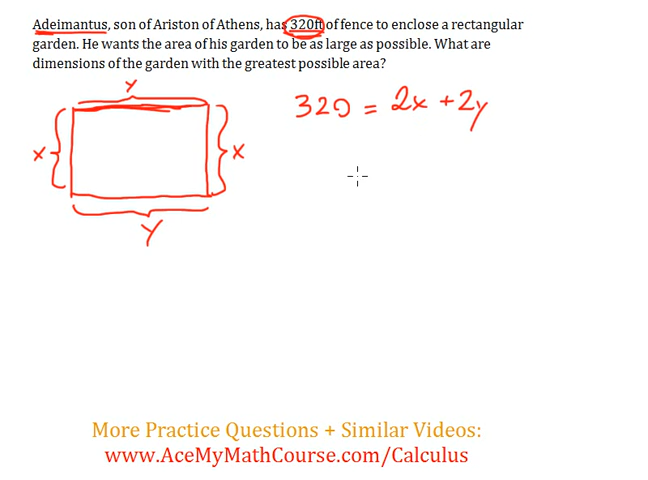 Adeimantus, son of Ariston of Athens, has 320ft of fence to enclose a rectangular
garden. He wants the area of his garden to be as large as possible. What are
dimensions of the garden with the greatest possible area?
Y
320 = 2x + 2y
X
X
Y
More Practice Questions + Similar Videos:
www.AceMyMathCourse.com/Calculus